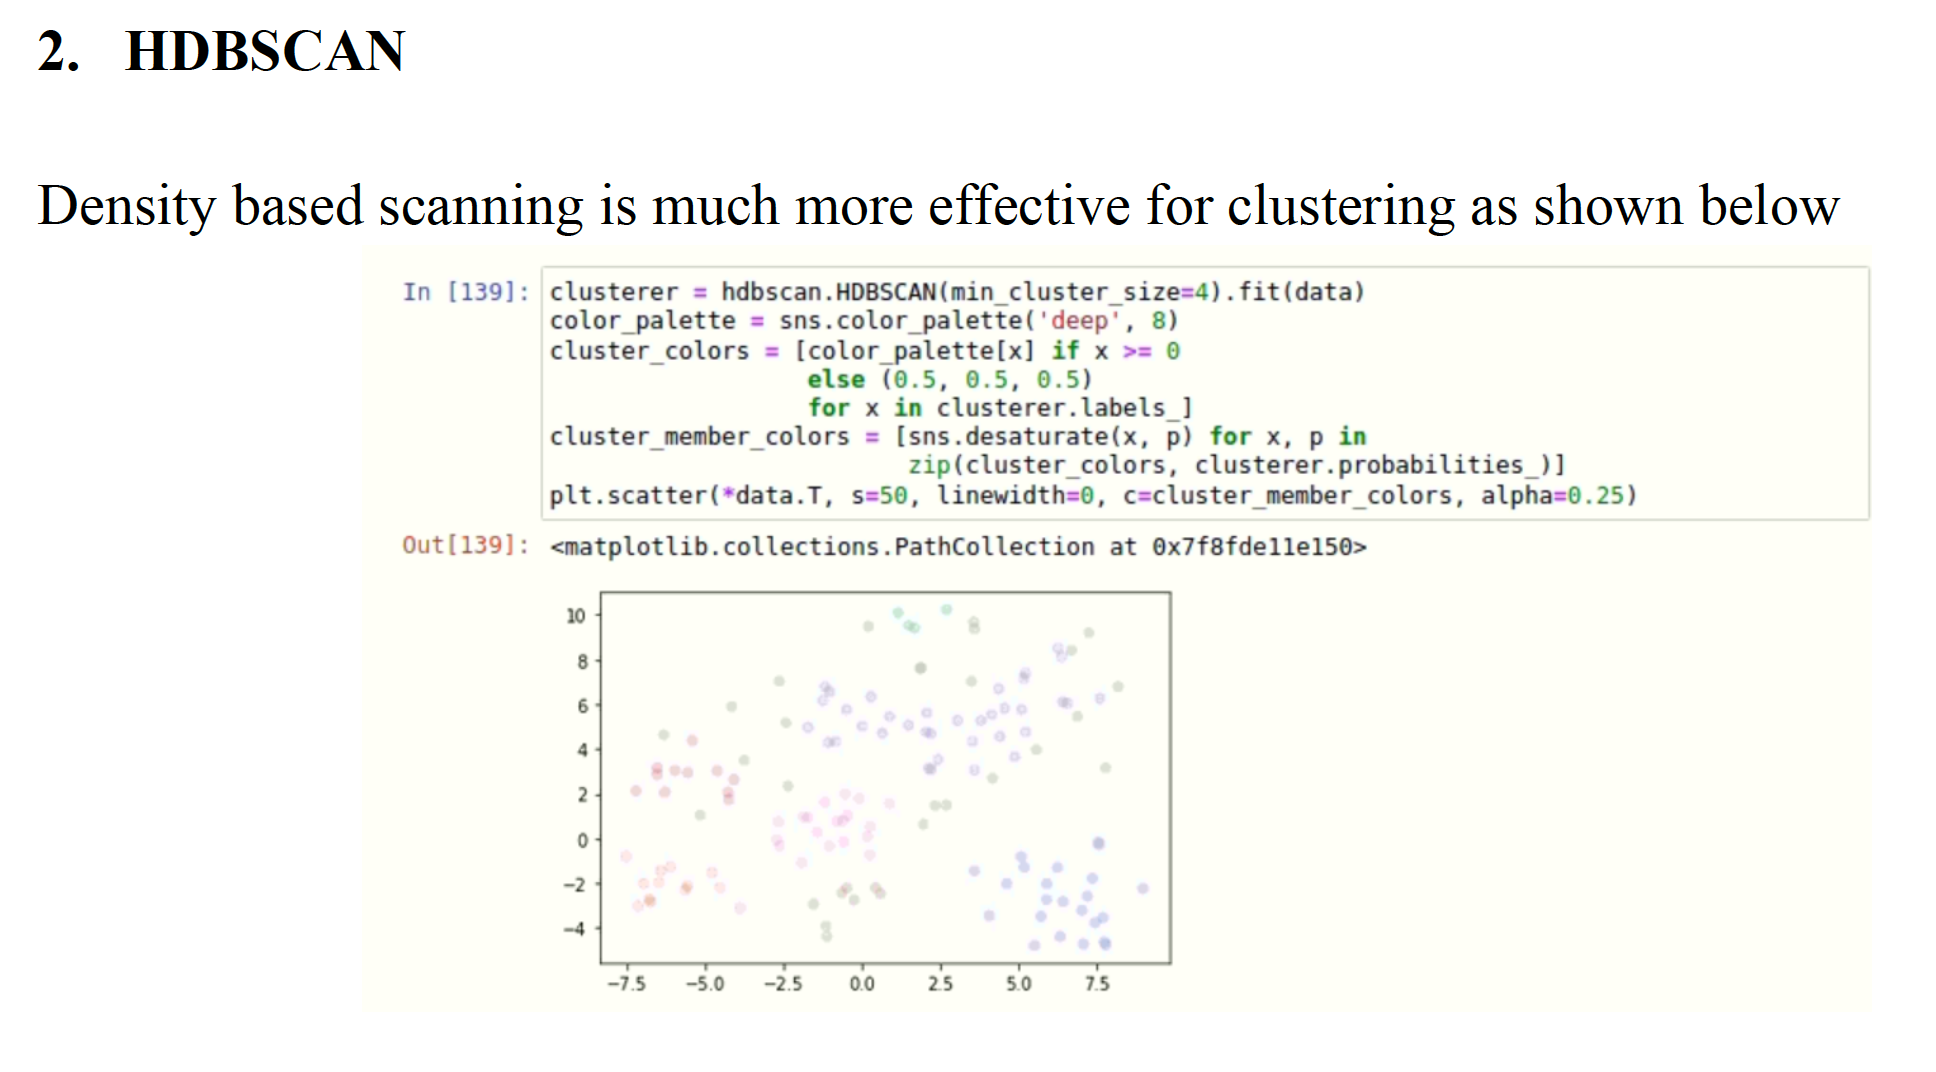 2. HDBSCAN
Density based scanning is much more effective for clustering as shown below
In [139]: clusterer = hdbscan.HDBSCAN(min_cluster_size=4).fit(data)
color_palette = sns.color_palette('deep', 8)
cluster_colors = [color_palette[x] if x >= 0
else (0.5, 0.5, 0.5)
for x in clusterer.labels_]
cluster_member_colors = [sns.desaturate(x, p) for x, p in
zip(cluster_colors, clusterer.probabilities_)]
plt.scatter(*data.T, s=50, linewidth=0, c=cluster_member_colors, alpha=0.25)
Out[139]: <matplotlib.collections.PathCollection at 0x7f8fde11e150>
10
8
6
4
2
0
−2
−4
−7.5 −5.0 −2.5 0.0 2.5 5.0 7.5